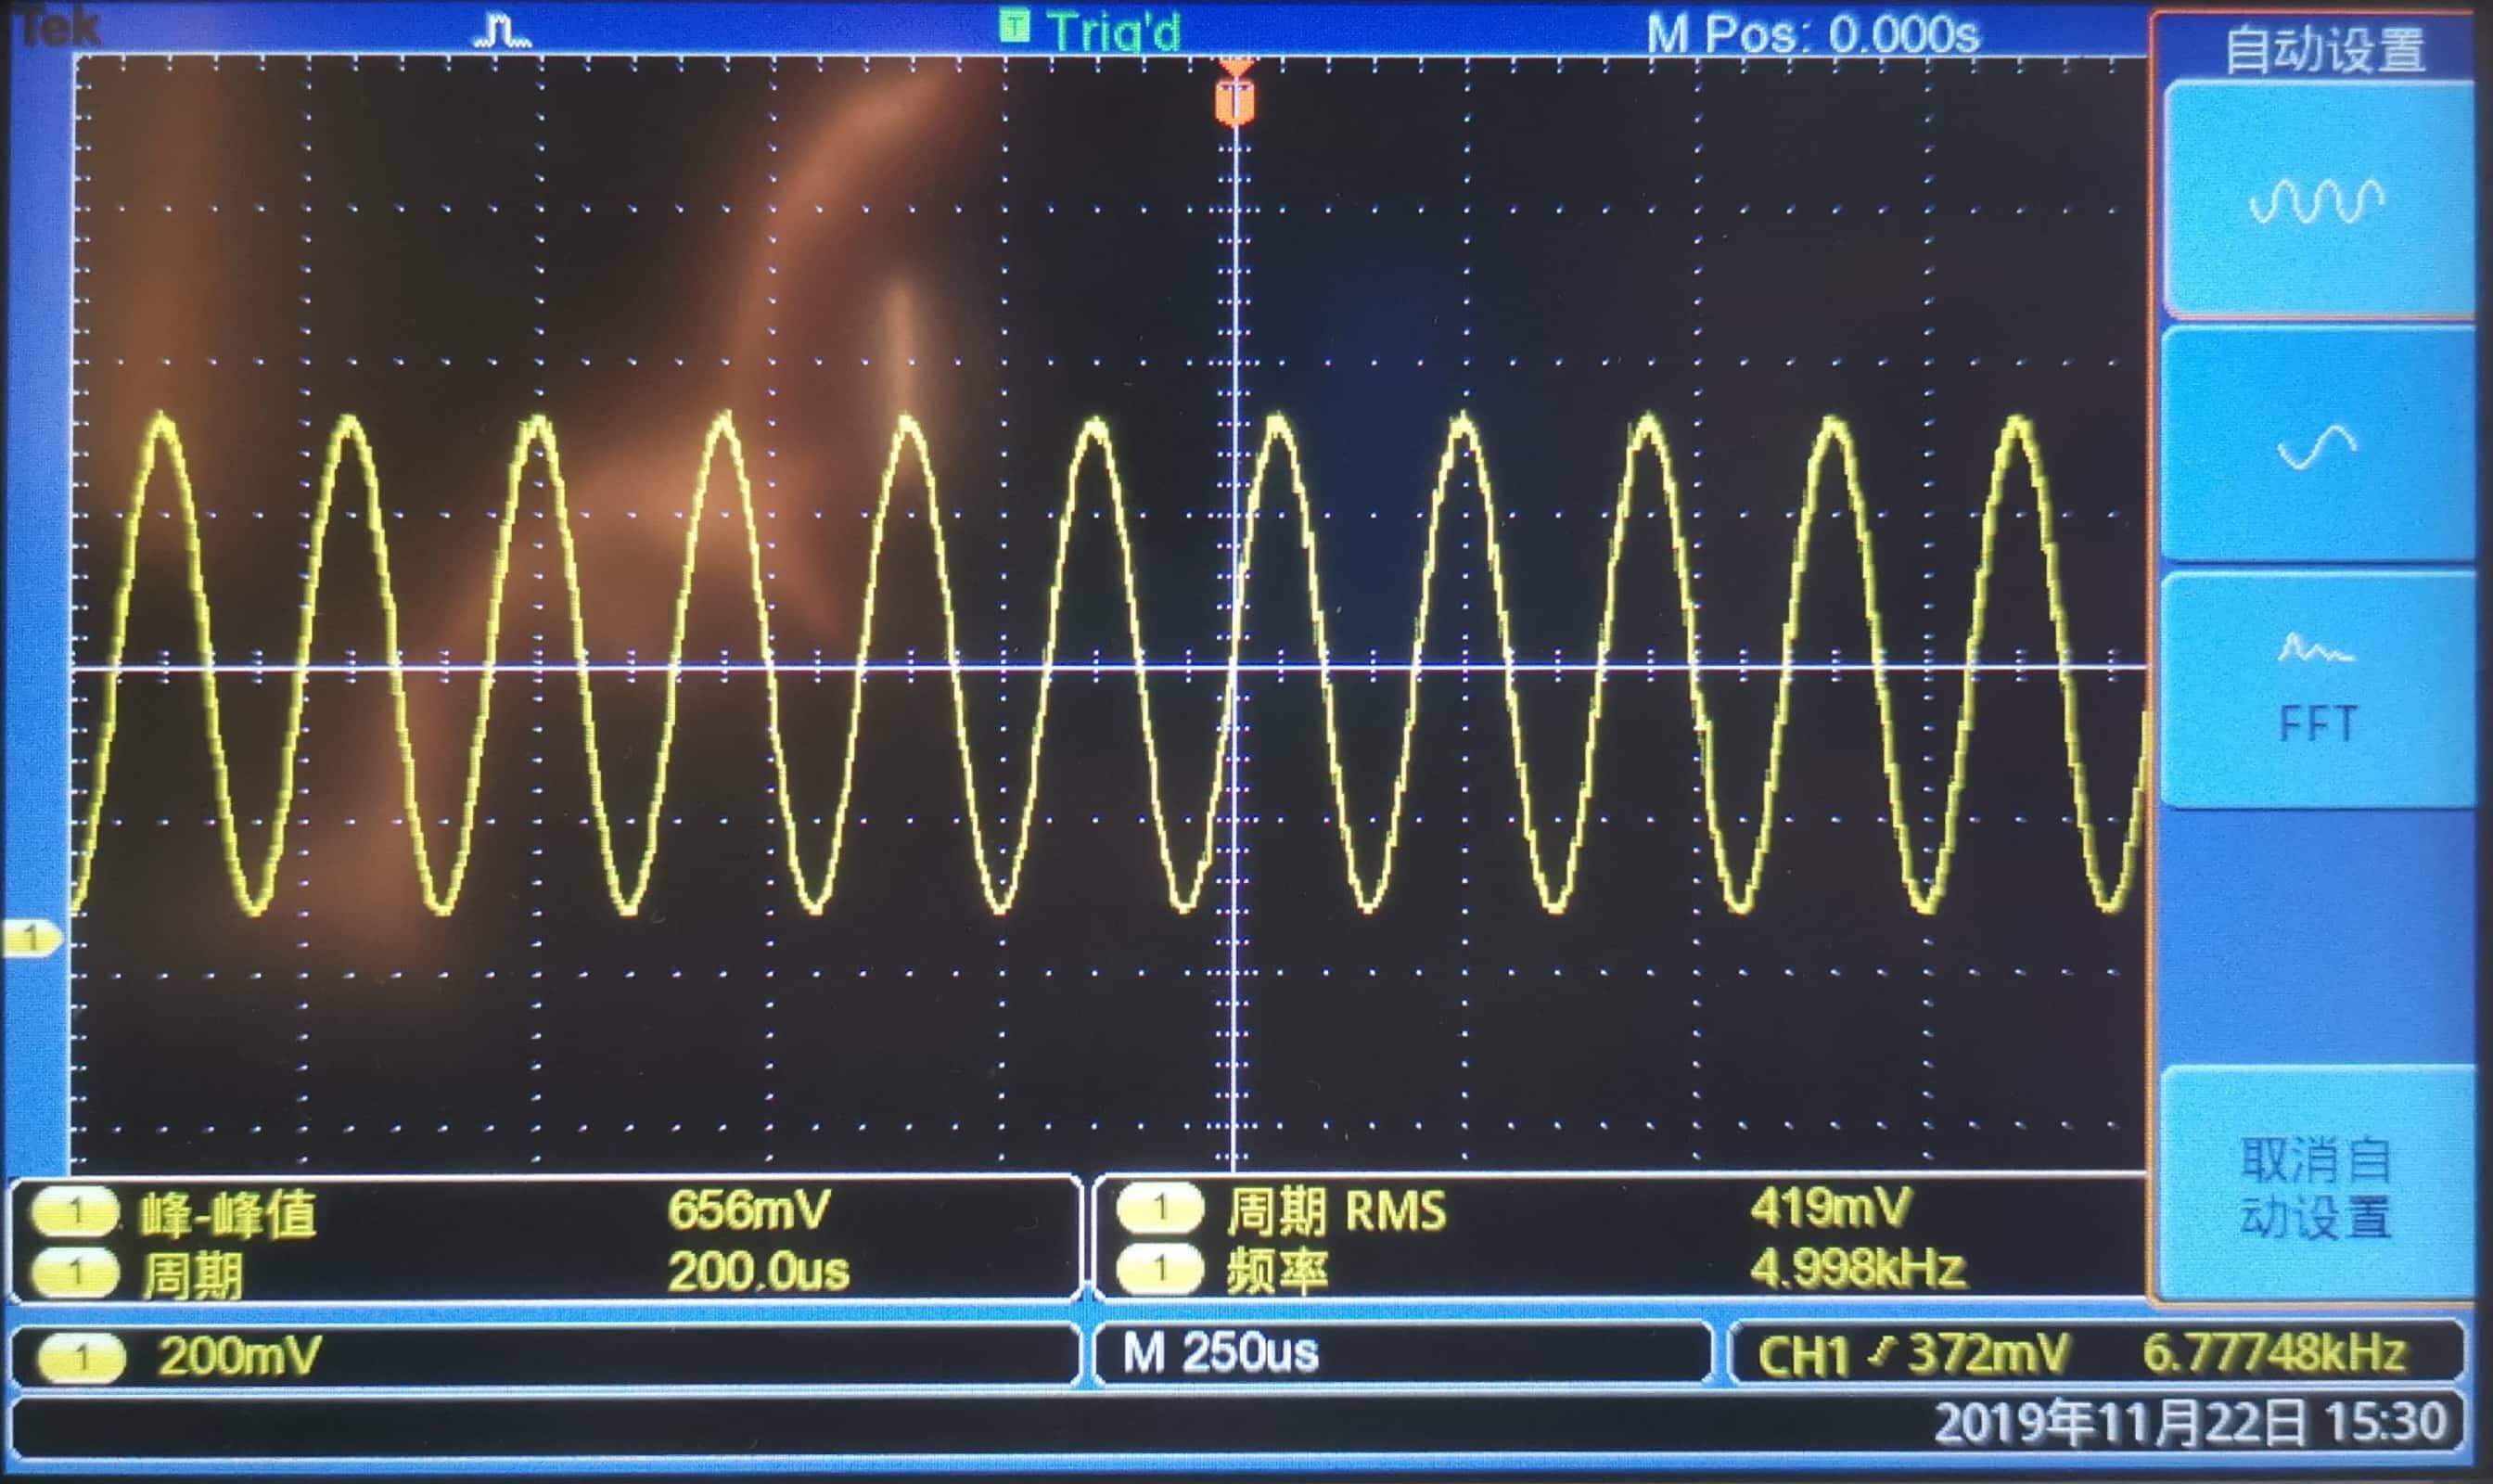 Tek
Trig'd
M Pos: 0.000s
自动设置
T
FFT
1
取消自
动设置
1 峰-峰值 656mV
1 周期 200.0us
1 周期 RMS 419mV
1 频率 4.998kHz
1 200mV
M 250us
CH1 372mV 6.77748kHz
2019年11月22日 15:30